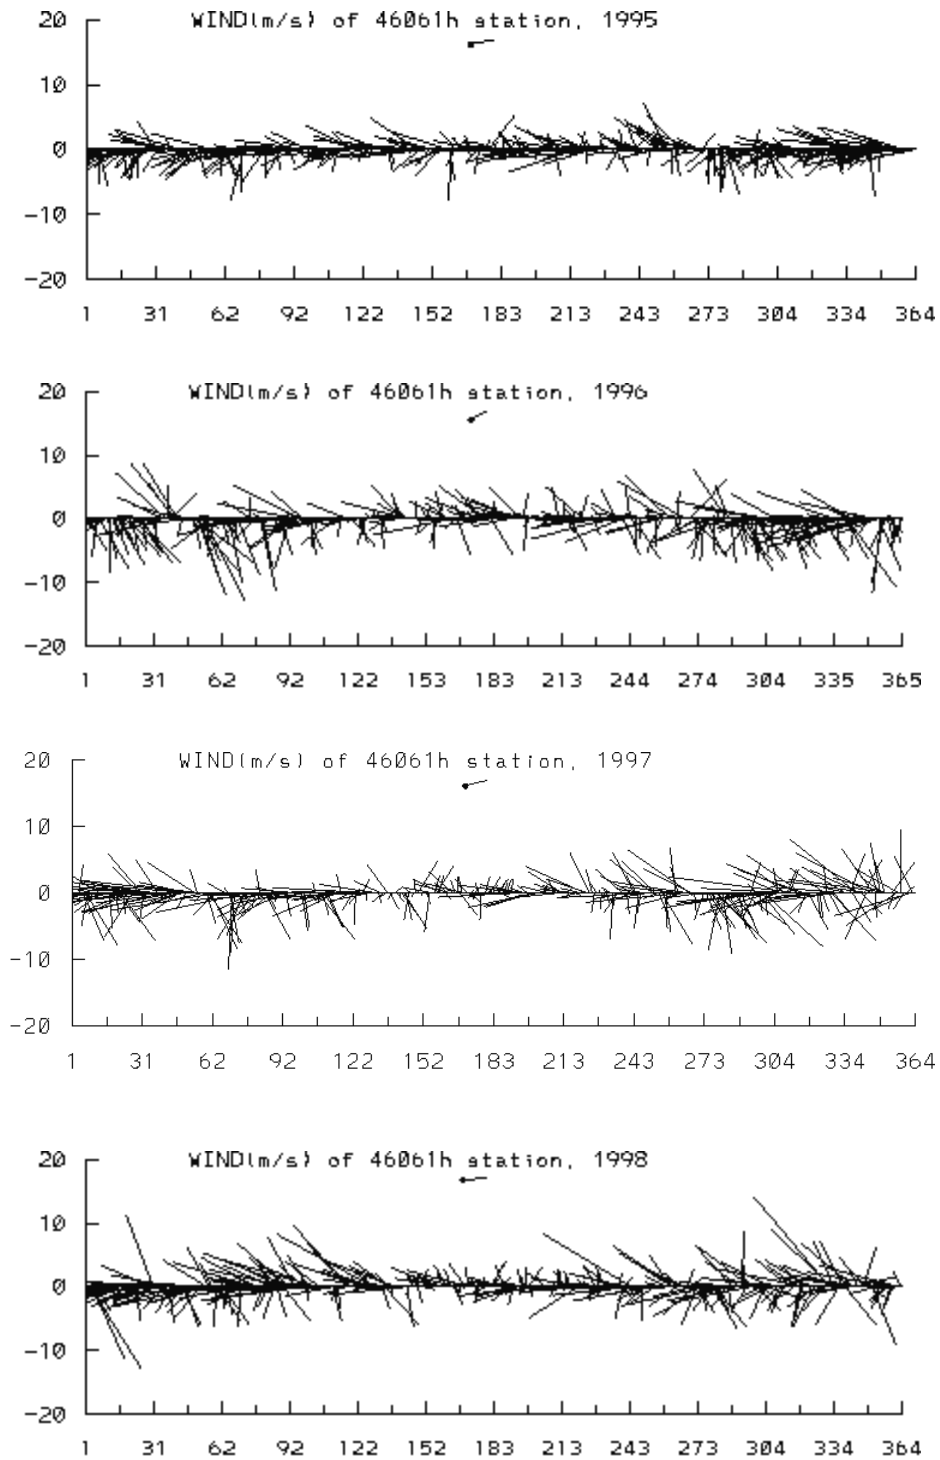 WIND(m/s) of 46061h station, 1995
20
10
0
-10
-20
1 31 62 92 122 152 183 213 243 273 304 334 364
WIND(m/s) of 46061h station, 1996
20
10
0
-10
-20
1 31 62 92 122 153 183 213 244 274 304 335 365
WIND(m/s) of 46061h station, 1997
20
10
0
-10
-20
1 31 62 92 122 152 183 213 243 273 304 334 364
WIND(m/s) of 46061h station, 1998
20
10
0
-10
-20
1 31 62 92 122 152 183 213 243 273 304 334 364